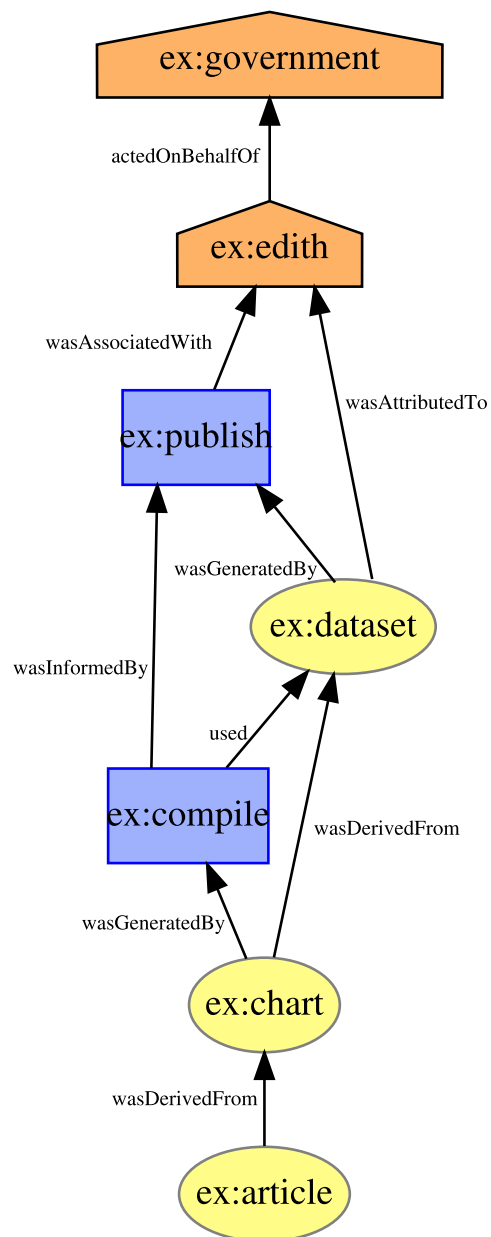 ex:government
actedOnBehalfOf
ex:edith
wasAssociatedWith
wasAttributedTo
ex:publish
wasGeneratedBy
ex:dataset
wasInformedBy
used
ex:compile
wasDerivedFrom
wasGeneratedBy
ex:chart
wasDerivedFrom
ex:article